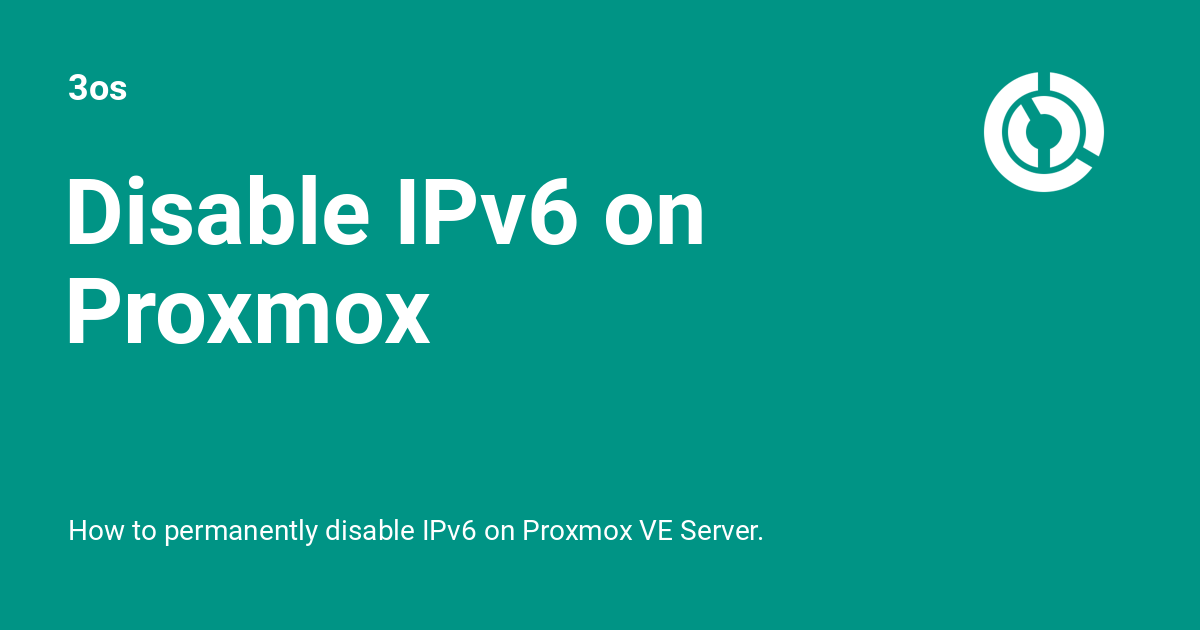 3os
Disable IPv6 on
Proxmox
How to permanently disable IPv6 on Proxmox VE Server.